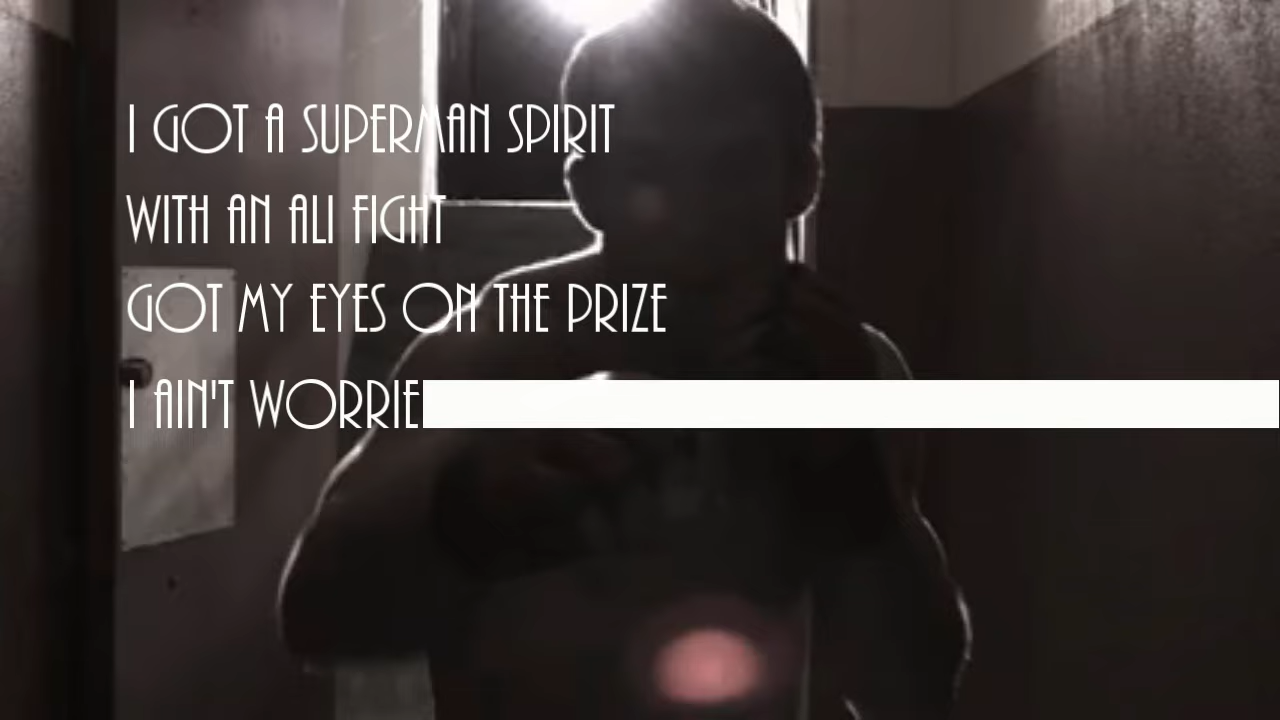 I GOT A SUPERMAN SPIRIT
WITH AN ALI FIGHT
GOT MY EYES ON THE PRIZE
I AIN'T WORRIE